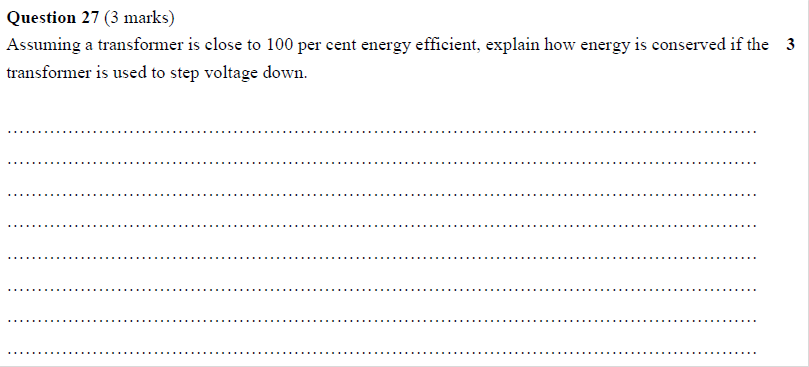 Question 27 (3 marks)
Assuming a transformer is close to 100 per cent energy efficient, explain how energy is conserved if the 3
transformer is used to step voltage down.